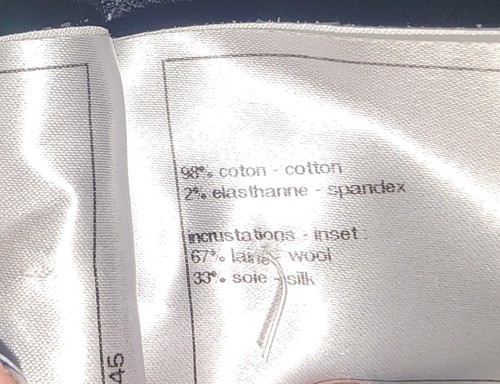 98% coton - cotton
2% elasthanne - spandex
incrustations - inset
67% laine - wool
33% soie - silk
45